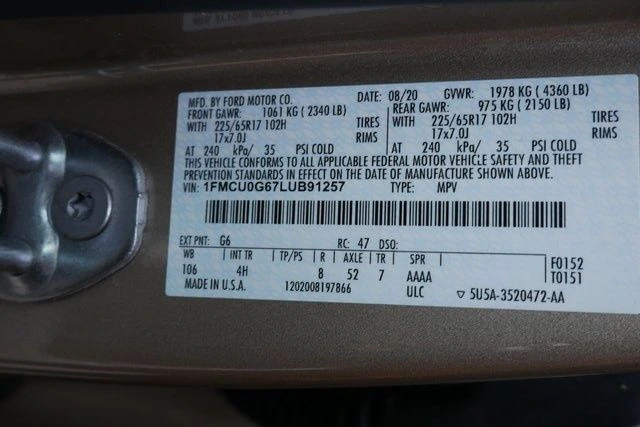 MFD. BY FORD MOTOR CO. DATE: 08/20 GVWR: 1978 KG ( 4360 LB)
FRONT GAWR: 1061 KG ( 2340 LB) REAR GAWR: 975 KG ( 2150 LB)
WITH 225/65R17 102H TIRES WITH 225/65R17 102H TIRES
17x7.0J RIMS 17x7.0J RIMS
AT 240 kPa/ 35 PSI COLD AT 240 kPa/ 35 PSI COLD
THIS VEHICLE CONFORMS TO ALL APPLICABLE FEDERAL MOTOR VEHICLE SAFETY AND THEFT
PREVENTION STANDARDS IN EFFECT ON THE DATE OF MANUFACTURE SHOWN ABOVE.
VIN: 1FMCU0G67LUB91257 TYPE: MPV
EXT PNT: G6 RC: 47 DSO:
WB INT TR TP/PS R AXLE TR SPR F0152
106 4H 8 52 7 AAAA T0151
MADE IN U.S.A. 1202008197866 ULC ▽ 5U5A-3520472-AA